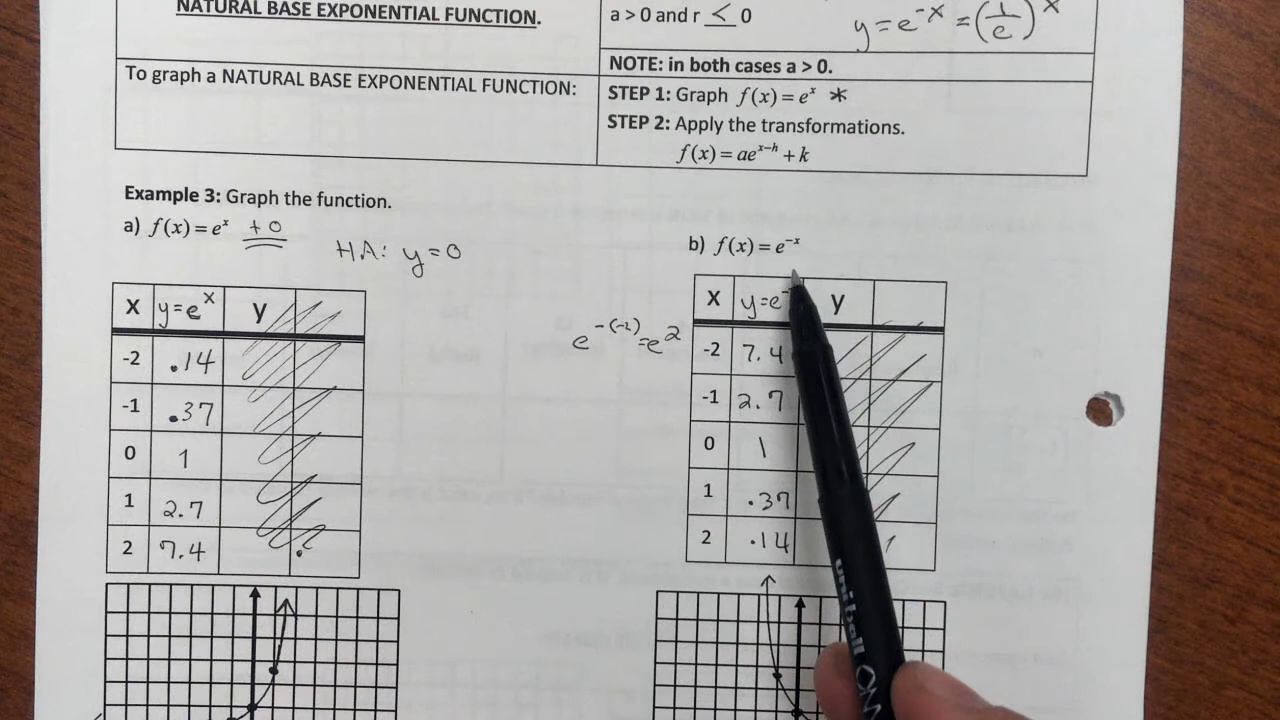 NATURAL BASE EXPONENTIAL FUNCTION.
a > 0 and r < 0
y = e^-x = (1/e)^x
NOTE: in both cases a > 0.
To graph a NATURAL BASE EXPONENTIAL FUNCTION:
STEP 1: Graph f(x) = e^x *
STEP 2: Apply the transformations.
f(x) = ae^x-h + k
Example 3: Graph the function.
a) f(x) = e^x + 0
HA: y = 0
X y=e^x y
-2 .14
-1 .37
0 1
1 2.7
2 7.4
b) f(x) = e^-x
e^-(-2) = e^2
X y=e^- y
-2 7.4
-1 2.7
0 1
1 .37
2 .14
uniball